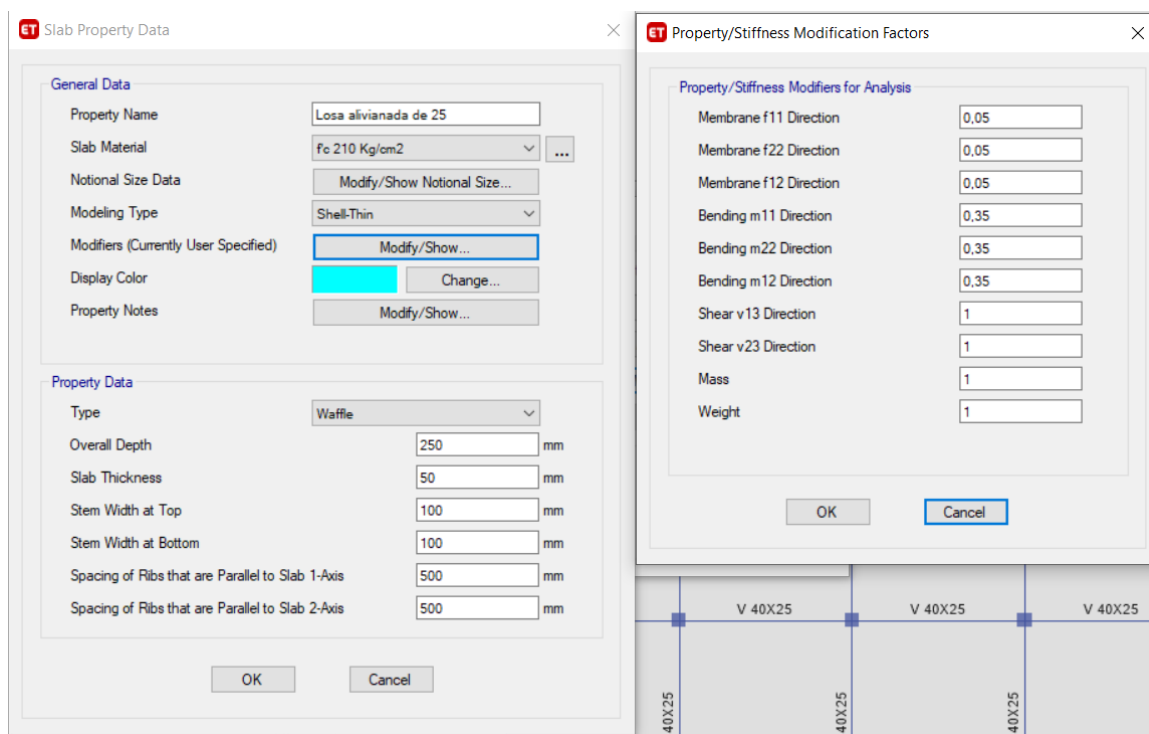 ET Slab Property Data
General Data
Property Name Losa alivianada de 25
Slab Material f'c 210 Kg/cm2 ...
Notional Size Data Modify/Show Notional Size...
Modeling Type Shell-Thin
Modifiers (Currently User Specified) Modify/Show...
Display Color Change...
Property Notes Modify/Show...
Property Data
Type Waffle
Overall Depth 250 mm
Slab Thickness 50 mm
Stem Width at Top 100 mm
Stem Width at Bottom 100 mm
Spacing of Ribs that are Parallel to Slab 1-Axis 500 mm
Spacing of Ribs that are Parallel to Slab 2-Axis 500 mm
OK Cancel
ET Property/Stiffness Modification Factors
Property/Stiffness Modifiers for Analysis
Membrane f11 Direction 0,05
Membrane f22 Direction 0,05
Membrane f12 Direction 0,05
Bending m11 Direction 0,35
Bending m22 Direction 0,35
Bending m12 Direction 0,35
Shear v13 Direction 1
Shear v23 Direction 1
Mass 1
Weight 1
OK Cancel
V 40X25 V 40X25 V 40X25
40X25 40X25 40X25